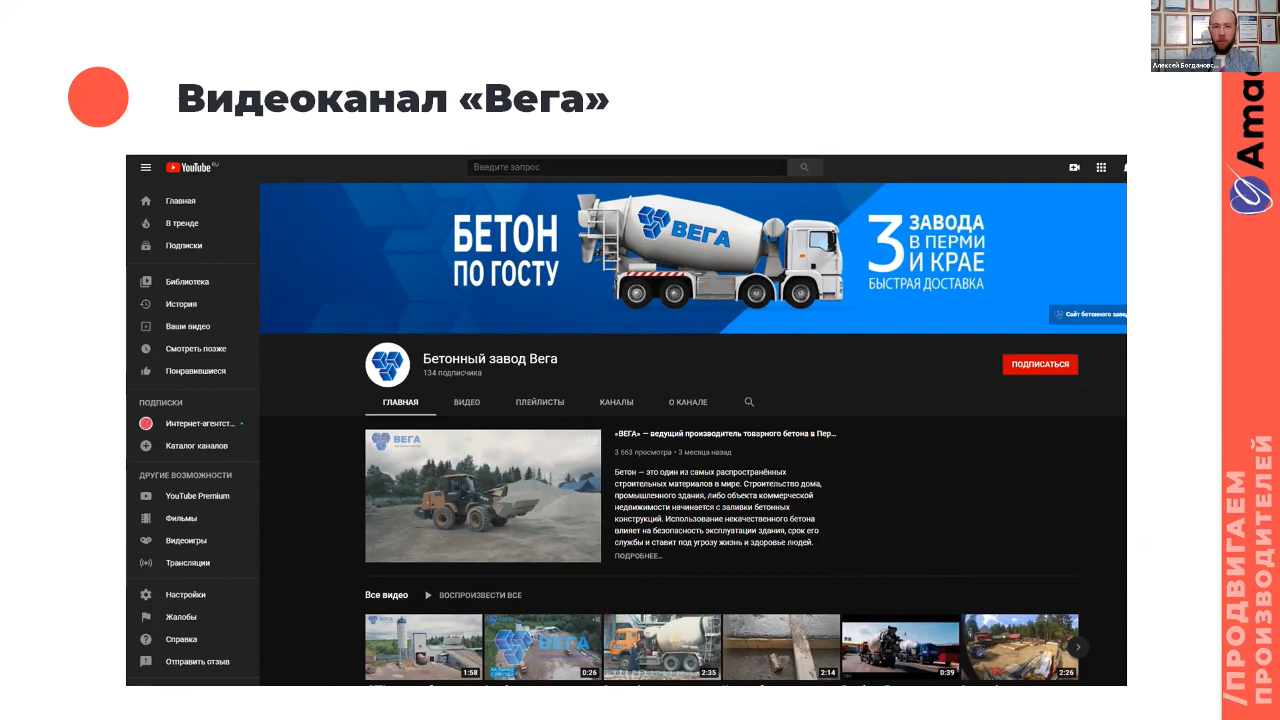 Видеоканал «Вега»
Алексей Богдановс...
Ama
/ПРОДВИГАЕМ
ПРОИЗВОДИТЕЛЕЙ
YouTube RU
Введите запрос
Главная
В тренде
Подписки
Библиотека
История
Ваши видео
Смотреть позже
Понравившиеся
ПОДПИСКИ
Интернет-агентст...
Каталог каналов
ДРУГИЕ ВОЗМОЖНОСТИ
YouTube Premium
Фильмы
Видеоигры
Трансляции
Настройки
Жалобы
Справка
Отправить отзыв
БЕТОН
ПО ГОСТУ
ВЕГА
3 ЗАВОДА
В ПЕРМИ
И КРАЕ
БЫСТРАЯ ДОСТАВКА
Сайт бетонного заво
Бетонный завод Вега
134 подписчика
ПОДПИСАТЬСЯ
ГЛАВНАЯ
ВИДЕО
ПЛЕЙЛИСТЫ
КАНАЛЫ
О КАНАЛЕ
ВЕГА
+18
«ВЕГА» — ведущий производитель товарного бетона в Пер...
3 663 просмотра • 3 месяца назад
Бетон — это один из самых распространённых
строительных материалов в мире. Строительство дома,
промышленного здания, либо объекта коммерческой
недвижимости начинается с заливки бетонных
конструкций. Использование некачественного бетона
влияет на безопасность эксплуатации здания, срок его
службы и ставит под угрозу жизнь и здоровье людей.
ПОДРОБНЕЕ...
Все видео
ВОСПРОИЗВЕСТИ ВСЕ
ВЕГА
1:58
ВЕГА
0:26
2:35
2:14
0:39
2:26